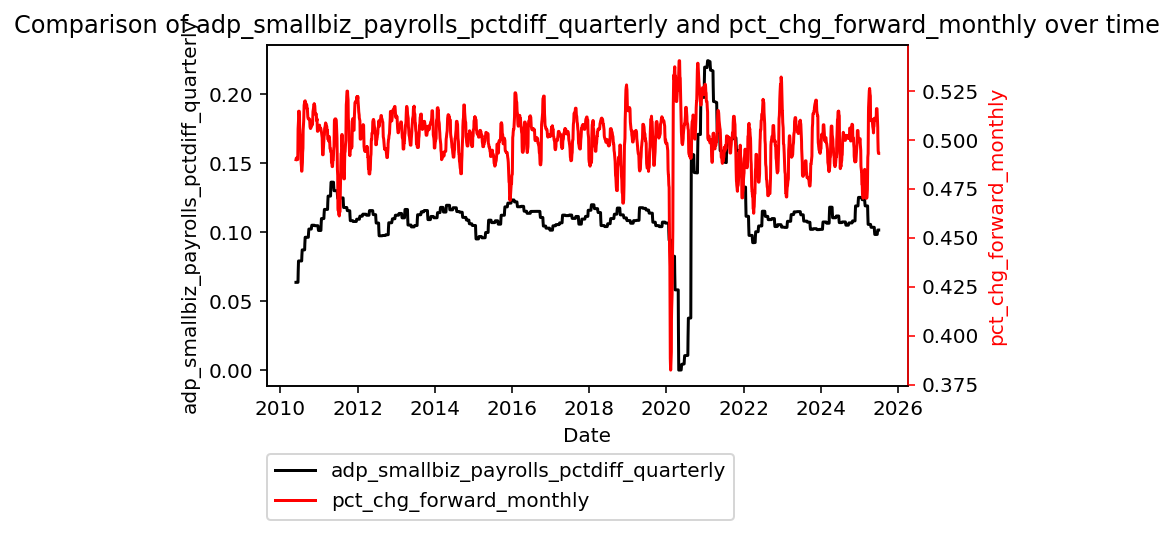 Comparison of adp_smallbiz_payrolls_pctdiff_quarterly and pct_chg_forward_monthly over time
adp_smallbiz_payrolls_pctdiff_quarterly
0.20
0.15
0.10
0.05
0.00
0.525
0.500
0.475
0.450
0.425
0.400
0.375
pct_chg_forward_monthly
2010 2012 2014 2016 2018 2020 2022 2024 2026
Date
adp_smallbiz_payrolls_pctdiff_quarterly
pct_chg_forward_monthly